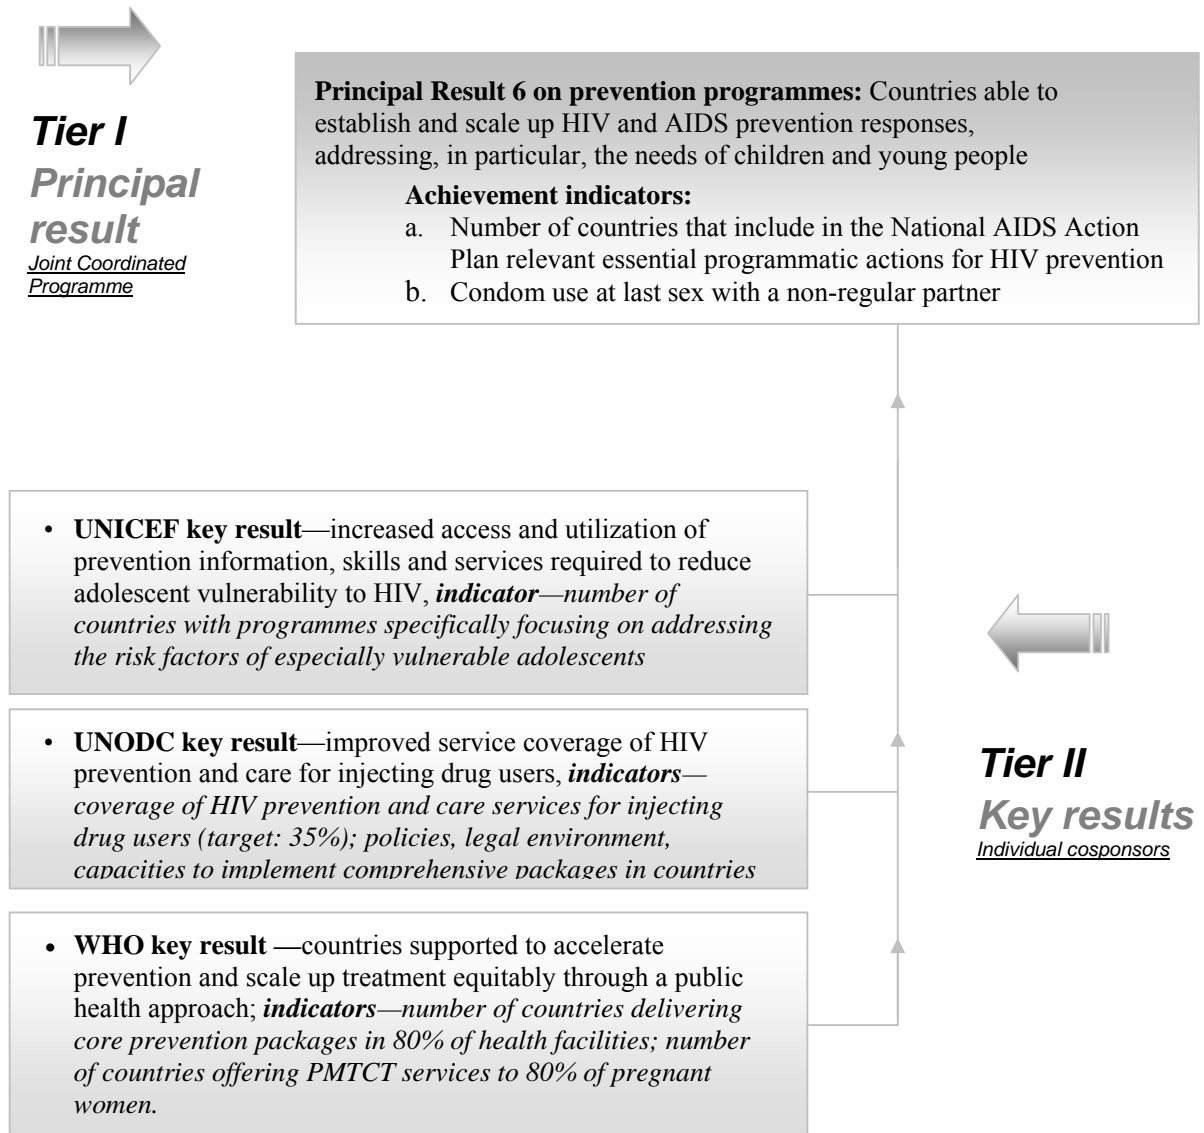 Tier I
Principal
result
Joint Coordinated
Programme
Principal Result 6 on prevention programmes: Countries able to
establish and scale up HIV and AIDS prevention responses,
addressing, in particular, the needs of children and young people
Achievement indicators:
a. Number of countries that include in the National AIDS Action
Plan relevant essential programmatic actions for HIV prevention
b. Condom use at last sex with a non-regular partner
• UNICEF key result—increased access and utilization of
prevention information, skills and services required to reduce
adolescent vulnerability to HIV, indicator—number of
countries with programmes specifically focusing on addressing
the risk factors of especially vulnerable adolescents
• UNODC key result—improved service coverage of HIV
prevention and care for injecting drug users, indicators—
coverage of HIV prevention and care services for injecting
drug users (target: 35%); policies, legal environment,
capacities to implement comprehensive packages in countries
• WHO key result —countries supported to accelerate
prevention and scale up treatment equitably through a public
health approach; indicators—number of countries delivering
core prevention packages in 80% of health facilities; number
of countries offering PMTCT services to 80% of pregnant
women.
Tier II
Key results
Individual cosponsors